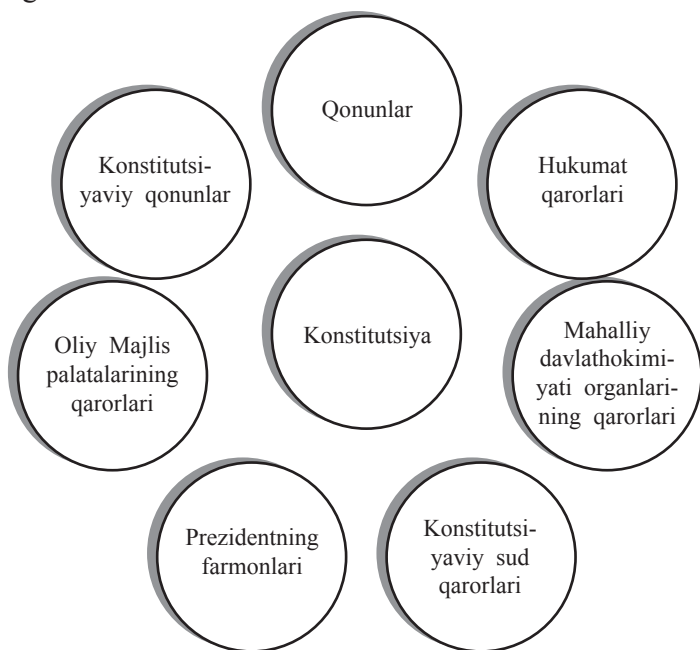 Qonunlar
Konstitutsi-
yaviy qonunlar
Hukumat
qarorlari
Konstitutsiya
Oliy Majlis
palatalarining
qarorlari
Mahalliy
davlathokimi-
yati organlari-
ning qarorlari
Prezidentning
farmonlari
Konstitutsi-
yaviy sud
qarorlari